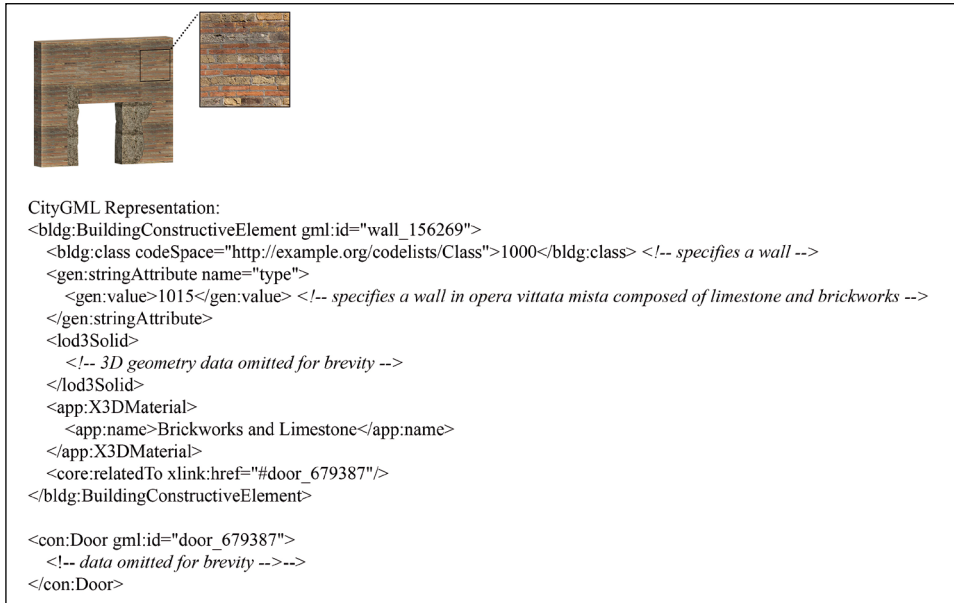 CityGML Representation:
<bldg:BuildingConstructiveElement gml:id="wall_156269">
<bldg:class codeSpace="http://example.org/codelists/Class">1000</bldg:class> <!-- specifies a wall -->
<gen:stringAttribute name="type">
<gen:value>1015</gen:value> <!-- specifies a wall in opera vittata mista composed of limestone and brickworks -->
</gen:stringAttribute>
<lod3Solid>
<!-- 3D geometry data omitted for brevity -->
</lod3Solid>
<app:X3DMaterial>
<app:name>Brickworks and Limestone</app:name>
</app:X3DMaterial>
<core:relatedTo xlink:href="#door_679387"/>
</bldg:BuildingConstructiveElement>
<con:Door gml:id="door_679387">
<!-- data omitted for brevity -->-->
</con:Door>